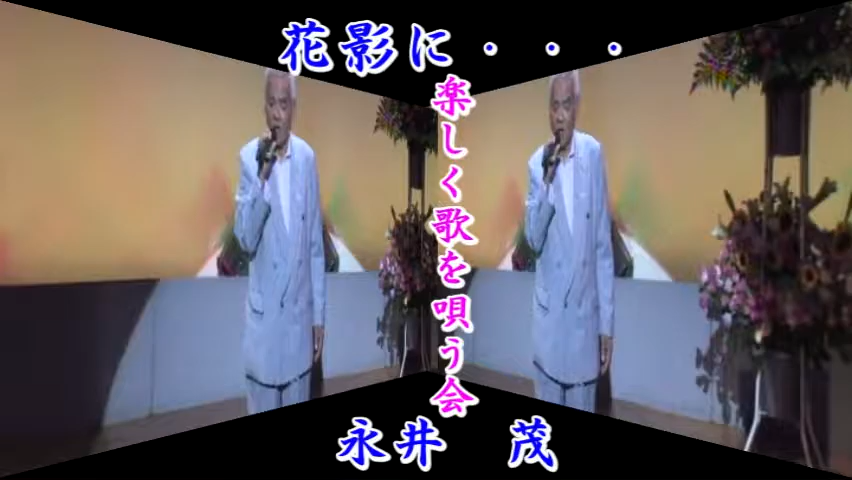 花影に・・・
楽しく歌を唄う会
永井　茂